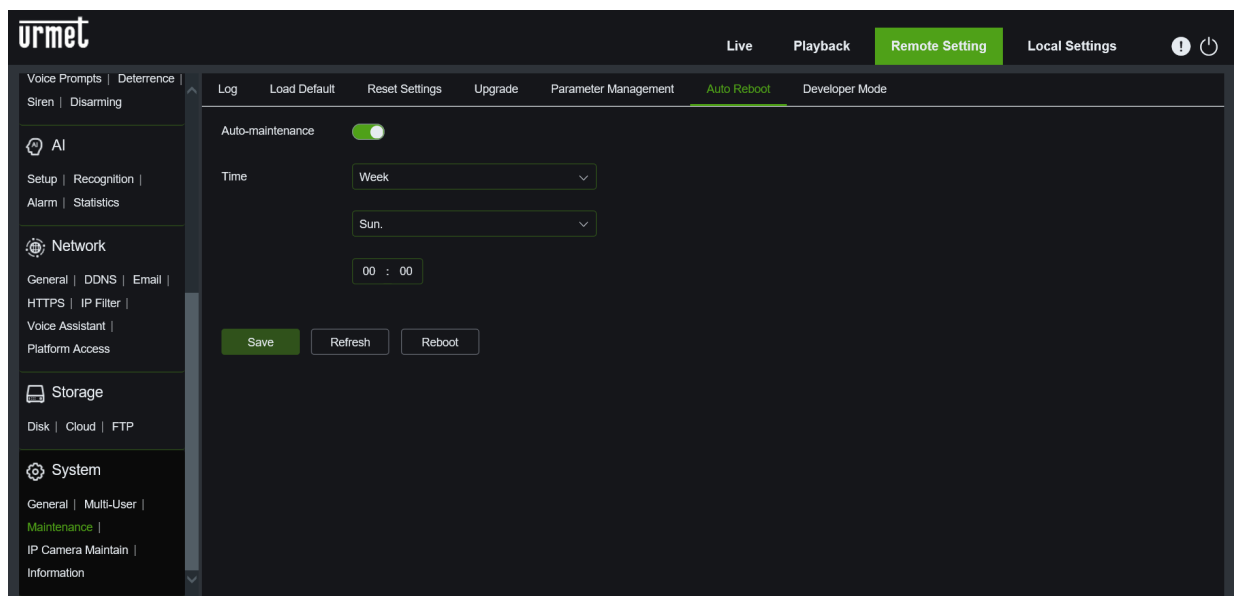 urmet
Live Playback Remote Setting Local Settings
Voice Prompts | Deterrence |
Siren | Disarming
AI
Setup | Recognition |
Alarm | Statistics
Network
General | DDNS | Email |
HTTPS | IP Filter |
Voice Assistant |
Platform Access
Storage
Disk | Cloud | FTP
System
General | Multi-User |
Maintenance |
IP Camera Maintain |
Information
Log Load Default Reset Settings Upgrade Parameter Management Auto Reboot Developer Mode
Auto-maintenance
Time Week
Sun.
00 : 00
Save Refresh Reboot